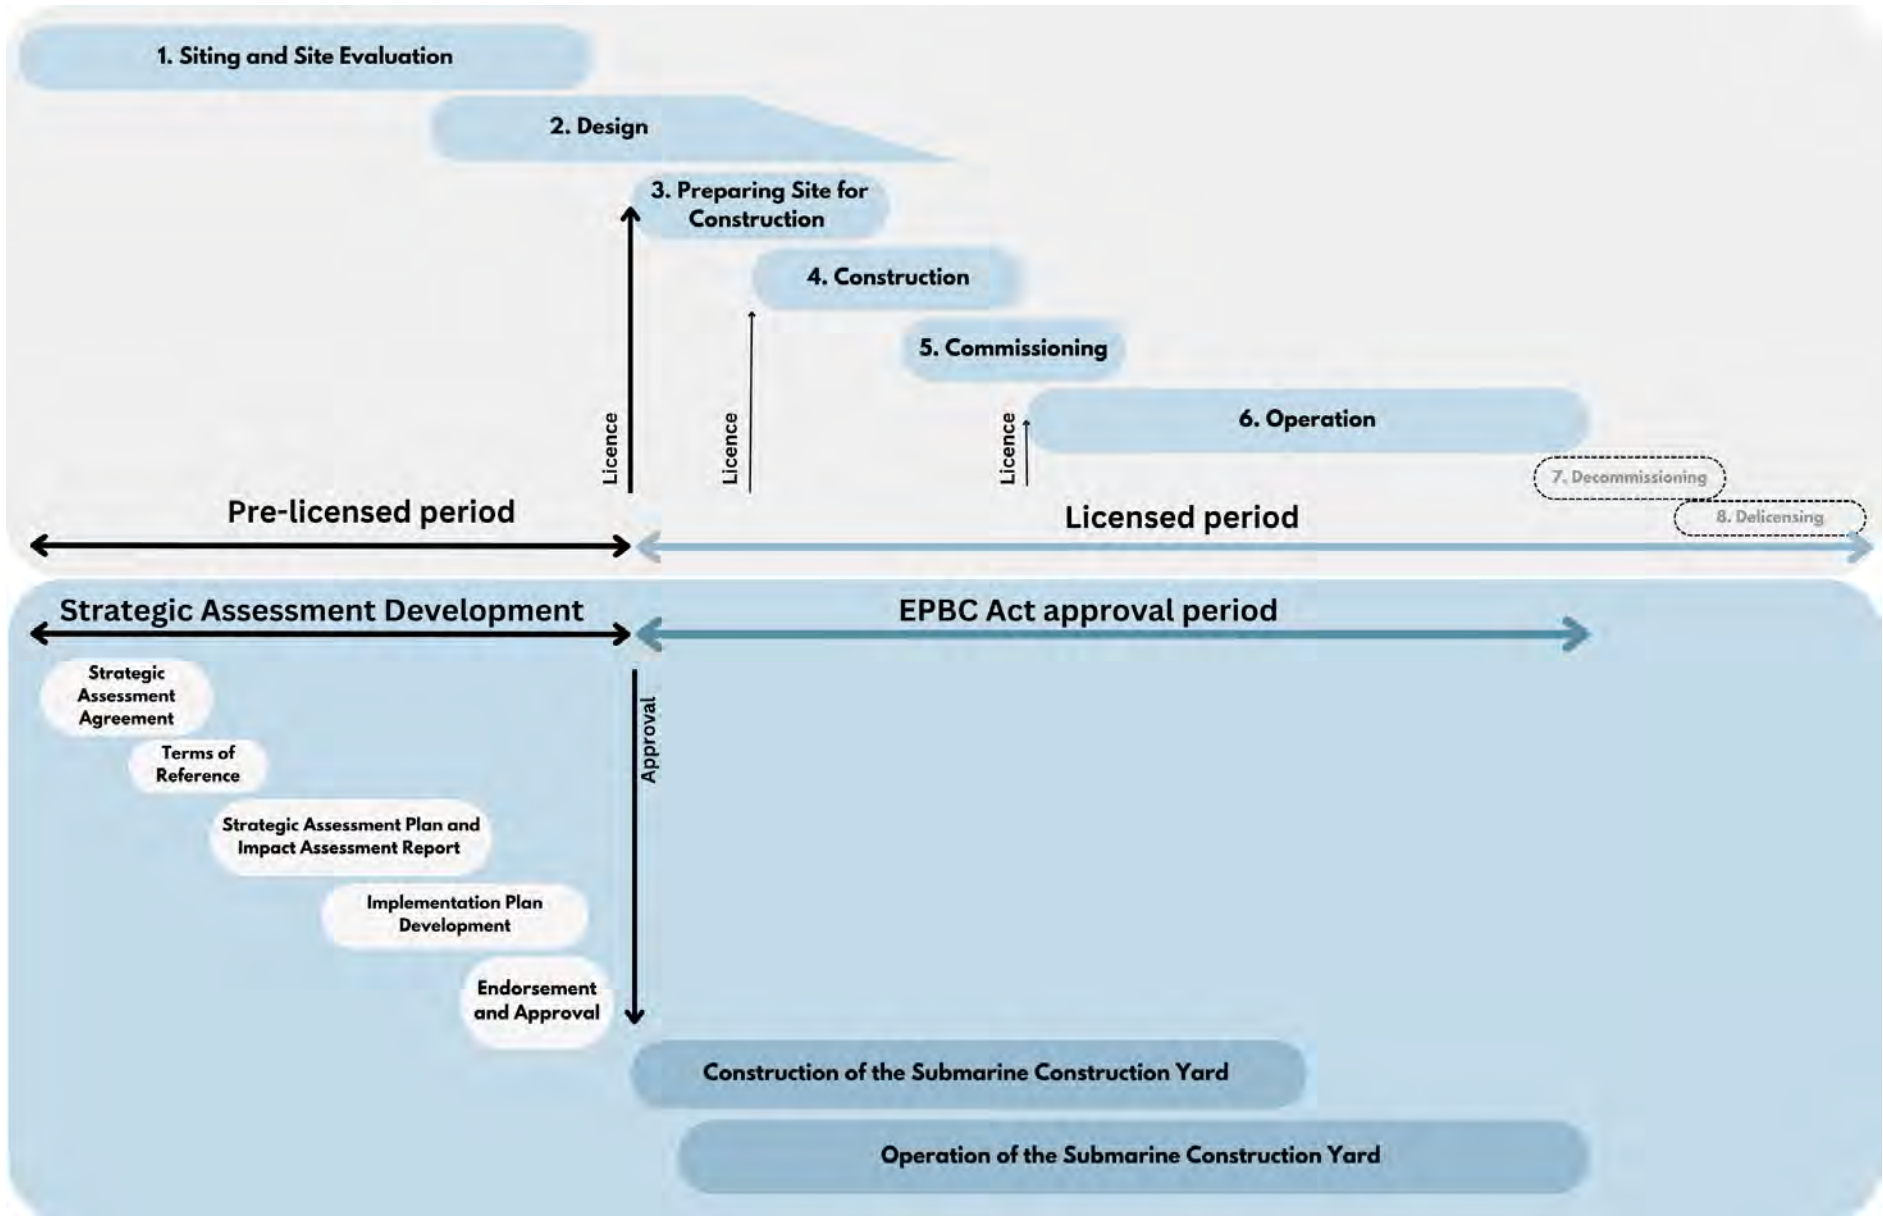 1. Siting and Site Evaluation
2. Design
3. Preparing Site for
Construction
4. Construction
5. Commissioning
6. Operation
7. Decommissioning
8. Delicensing
Licence
Licence
Licence
Pre-licensed period
Licensed period
Strategic Assessment Development
EPBC Act approval period
Strategic
Assessment
Agreement
Terms of
Reference
Strategic Assessment Plan and
Impact Assessment Report
Implementation Plan
Development
Endorsement
and Approval
Approval
Construction of the Submarine Construction Yard
Operation of the Submarine Construction Yard